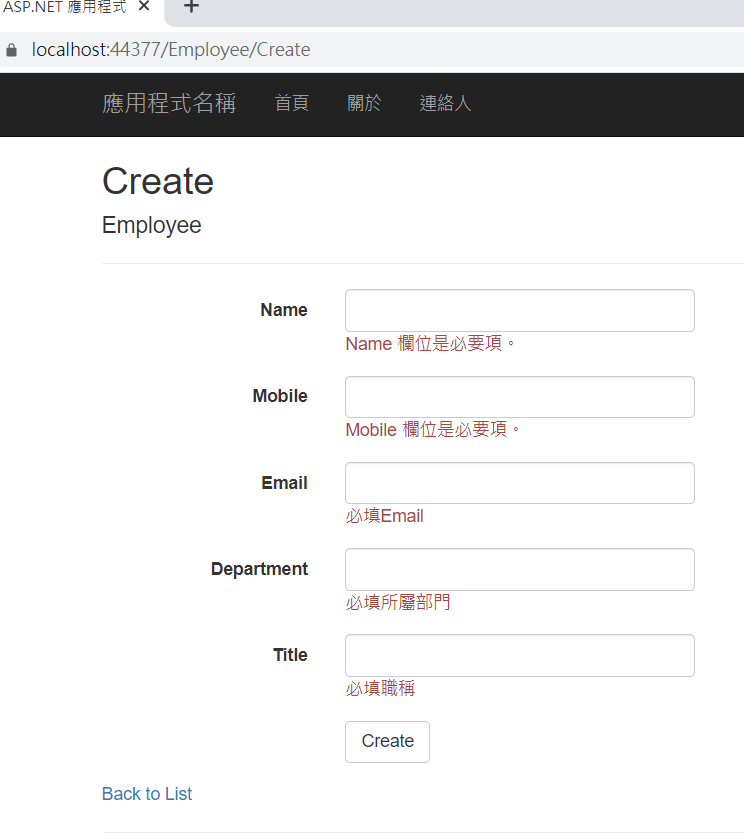 ASP.NET 應用程式
localhost:44377/Employee/Create
應用程式名稱 首頁 關於 連絡人
Create
Employee
Name
Name 欄位是必要項。
Mobile
Mobile 欄位是必要項。
Email
必填Email
Department
必填所屬部門
Title
必填職稱
Create
Back to List